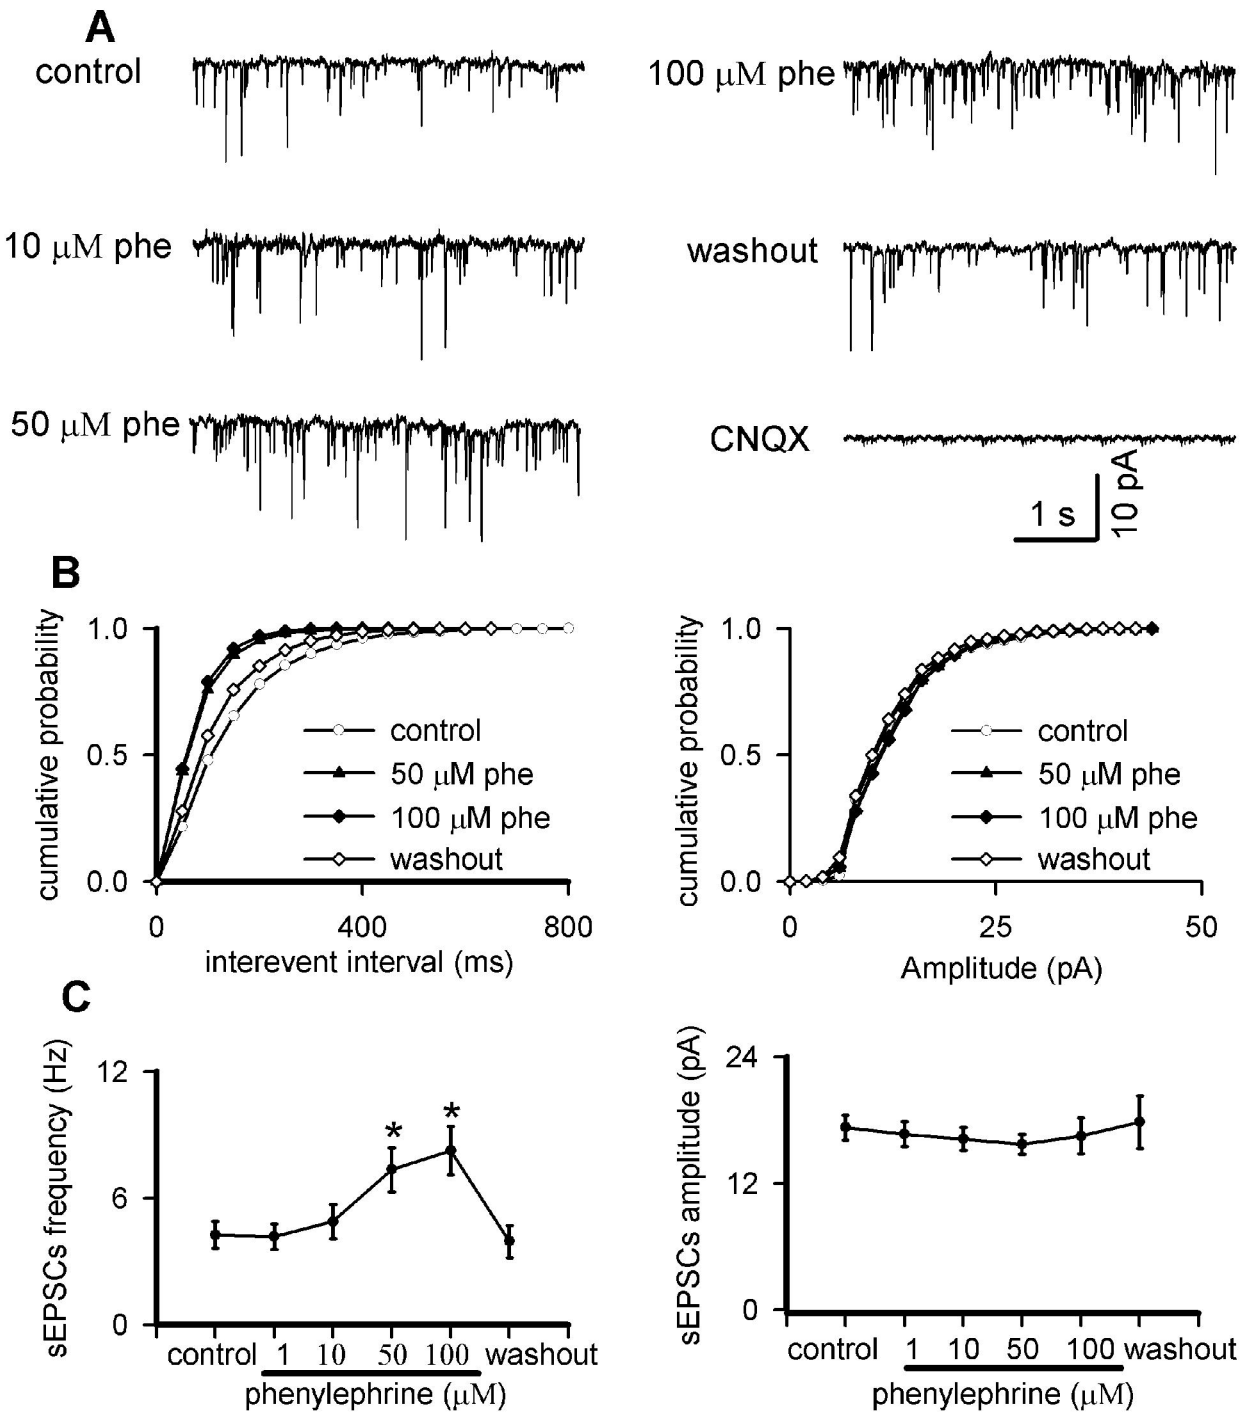 A
control
100 μM phe
10 μM phe
washout
50 μM phe
CNQX
1 s
10 pA
B
cumulative probability
1.0
0.5
0.0
control
50 μM phe
100 μM phe
washout
0
400
800
interevent interval (ms)
cumulative probability
1.0
0.5
0.0
control
50 μM phe
100 μM phe
washout
0
25
50
Amplitude (pA)
C
sEPSCs frequency (Hz)
12
6
0
*
*
control 1 10 50 100 washout
phenylephrine (μM)
sEPSCs amplitude (pA)
24
12
0
control 1 10 50 100 washout
phenylephrine (μM)